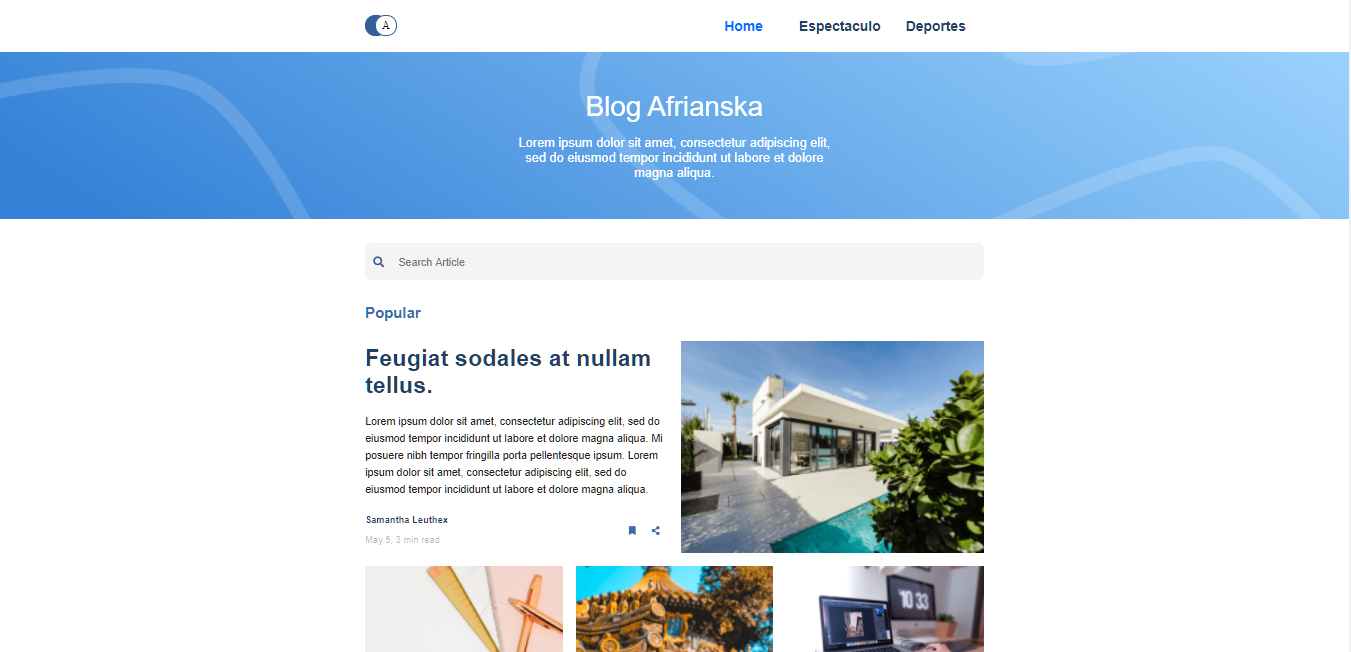 A
Home Espectaculo Deportes
Blog Afrianska
Lorem ipsum dolor sit amet, consectetur adipiscing elit,
sed do eiusmod tempor incididunt ut labore et dolore
magna aliqua.
Search Article
Popular
Feugiat sodales at nullam
tellus.
Lorem ipsum dolor sit amet, consectetur adipiscing elit, sed do
eiusmod tempor incididunt ut labore et dolore magna aliqua. Mi
posuere nibh tempor fringilla porta pellentesque ipsum. Lorem
ipsum dolor sit amet, consectetur adipiscing elit, sed do
eiusmod tempor incididunt ut labore et dolore magna aliqua.
Samantha Leuthex
May 5, 3 min read
10 33